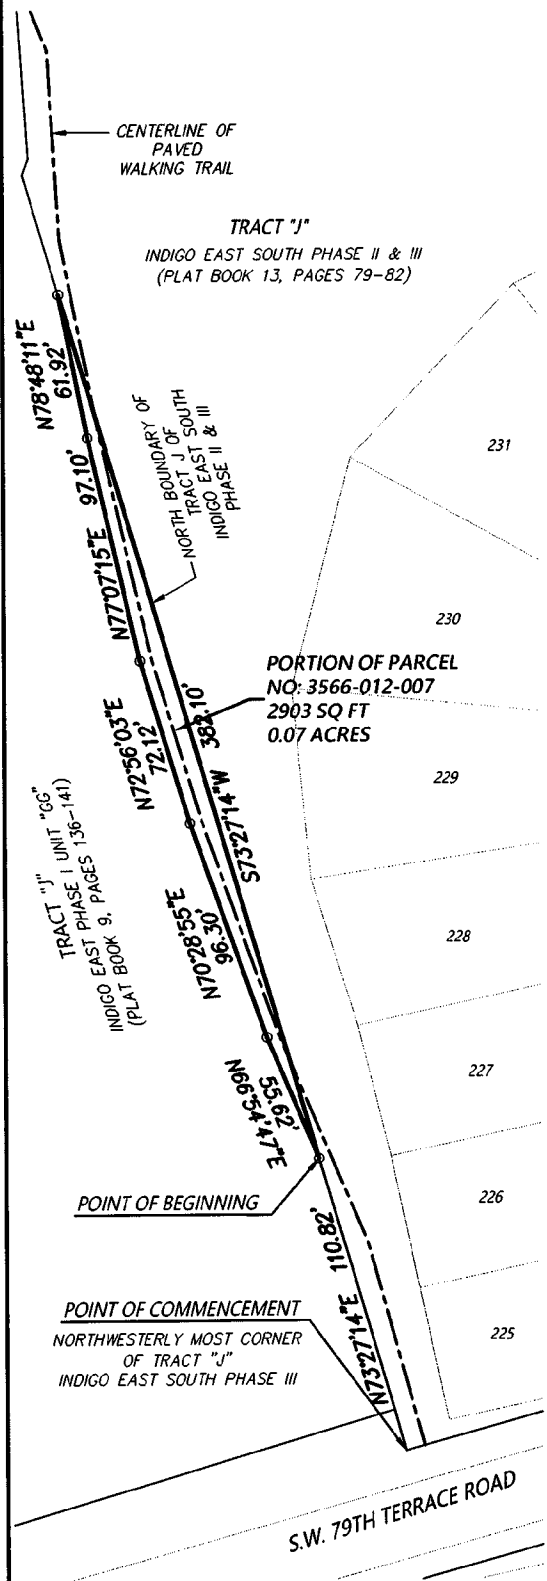 CENTERLINE OF
PAVED
WALKING TRAIL
TRACT "J"
INDIGO EAST SOUTH PHASE II & III
(PLAT BOOK 13, PAGES 79-82)
N78°48'11"E
61.92'
231
97.10'
N77°07'15"E
NORTH BOUNDARY OF
TRACT J OF
INDIGO EAST SOUTH
PHASE II & III
230
PORTION OF PARCEL
NO: 3566-012-007
2903 SQ FT
0.07 ACRES
N72°56'03"E
72.12'
S73°27'14"W 382.10'
229
TRACT "J"
INDIGO EAST PHASE I UNIT "GG"
(PLAT BOOK 9, PAGES 136-141)
N70°28'55"E
96.30'
228
227
N66°54'47"E
55.62'
226
POINT OF BEGINNING
N73°27'14"E 110.82'
POINT OF COMMENCEMENT
NORTHWESTERLY MOST CORNER
OF TRACT "J"
INDIGO EAST SOUTH PHASE III
225
S.W. 79TH TERRACE ROAD